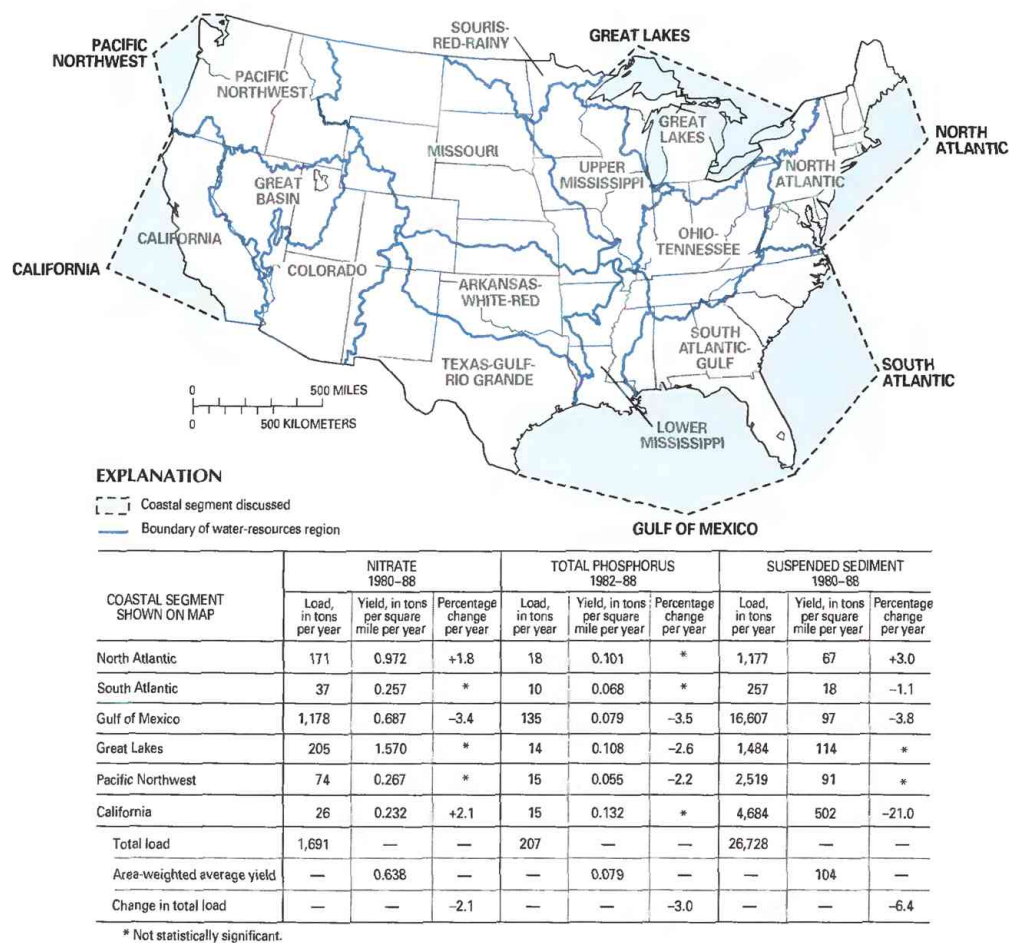 SOURIS-
RED-RAINY
GREAT LAKES
PACIFIC
NORTHWEST
PACIFIC
NORTHWEST
GREAT
LAKES
NORTH
ATLANTIC
MISSOURI
UPPER
MISSISSIPPI
NORTH
ATLANTIC
GREAT
BASIN
OHIO-
TENNESSEE
CALIFORNIA
CALIFORNIA
COLORADO
ARKANSAS-
WHITE-RED
SOUTH
ATLANTIC-
GULF
TEXAS-GULF-
RIO GRANDE
SOUTH
ATLANTIC
0 500 MILES
0 500 KILOMETERS
LOWER
MISSISSIPPI
EXPLANATION
Coastal segment discussed
Boundary of water-resources region
GULF OF MEXICO
COASTAL SEGMENT
SHOWN ON MAP
NITRATE
1980–88
TOTAL PHOSPHORUS
1982–88
SUSPENDED SEDIMENT
1980–88
Load, Yield, in tons Percentage Load, Yield, in tons Percentage Load, Yield, in tons Percentage
in tons per square change in tons per square change in tons per square change
per year mile per year per year per year mile per year per year per year mile per year per year
North Atlantic 171 0.972 +1.8 18 0.101 * 1,177 67 +3.0
South Atlantic 37 0.257 * 10 0.068 * 257 18 –1.1
Gulf of Mexico 1,178 0.687 –3.4 135 0.079 –3.5 16,607 97 –3.8
Great Lakes 205 1.570 * 14 0.108 –2.6 1,484 114 *
Pacific Northwest 74 0.267 * 15 0.055 –2.2 2,519 91 *
California 26 0.232 +2.1 15 0.132 * 4,684 502 –21.0
Total load 1,691 — — 207 — — 26,728 — —
Area-weighted average yield — 0.638 — — 0.079 — — 104 —
Change in total load — — –2.1 — — –3.0 — — –6.4
* Not statistically significant.